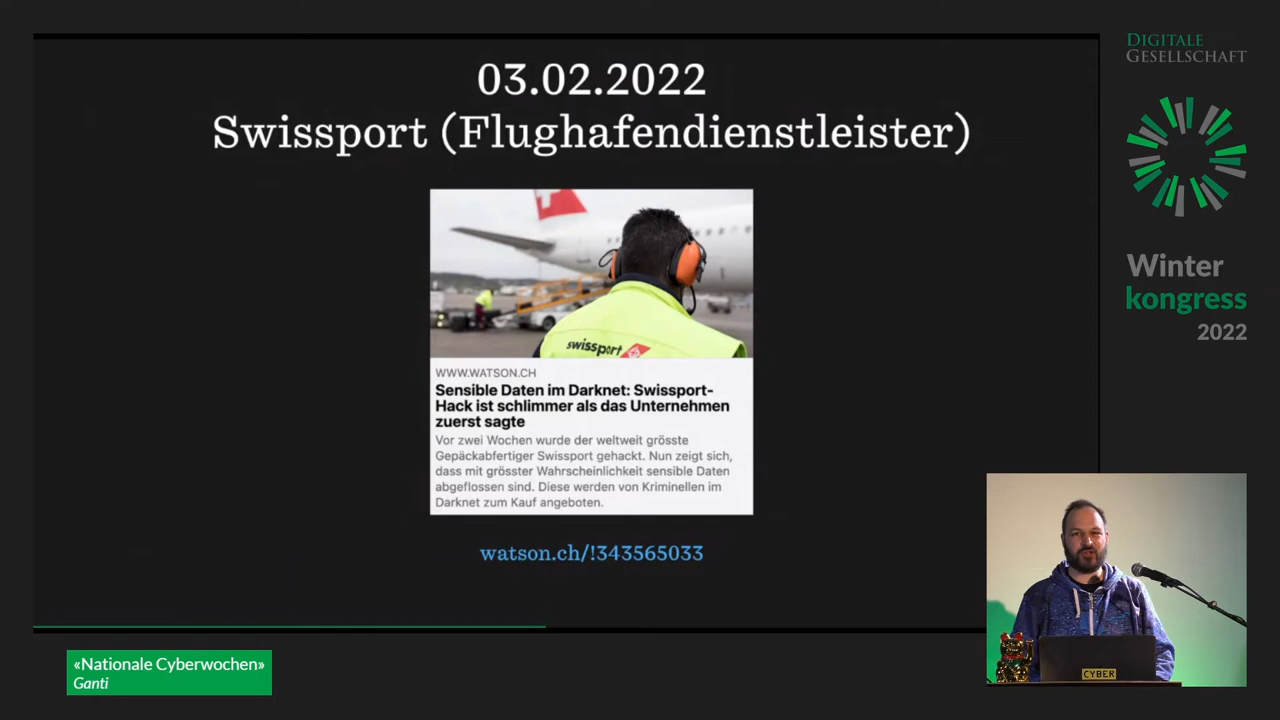 03.02.2022
Swissport (Flughafendienstleister)
swissport
WWW.WATSON.CH
Sensible Daten im Darknet: Swissport-
Hack ist schlimmer als das Unternehmen
zuerst sagte
Vor zwei Wochen wurde der weltweit grösste
Gepäckabfertiger Swissport gehackt. Nun zeigt sich,
dass mit grösster Wahrscheinlichkeit sensible Daten
abgeflossen sind. Diese werden von Kriminellen im
Darknet zum Kauf angeboten.
watson.ch/!343565033
DIGITALE
GESELLSCHAFT
Winter
kongress
2022
«Nationale Cyberwochen»
Ganti
CYBER